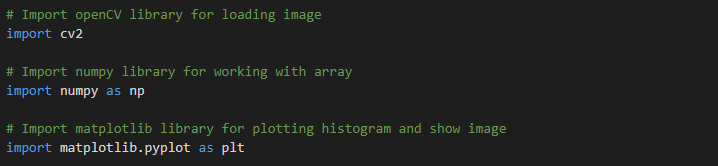 # Import openCV library for loading image
import cv2
# Import numpy library for working with array
import numpy as np
# Import matplotlib library for plotting histogram and show image
import matplotlib.pyplot as plt